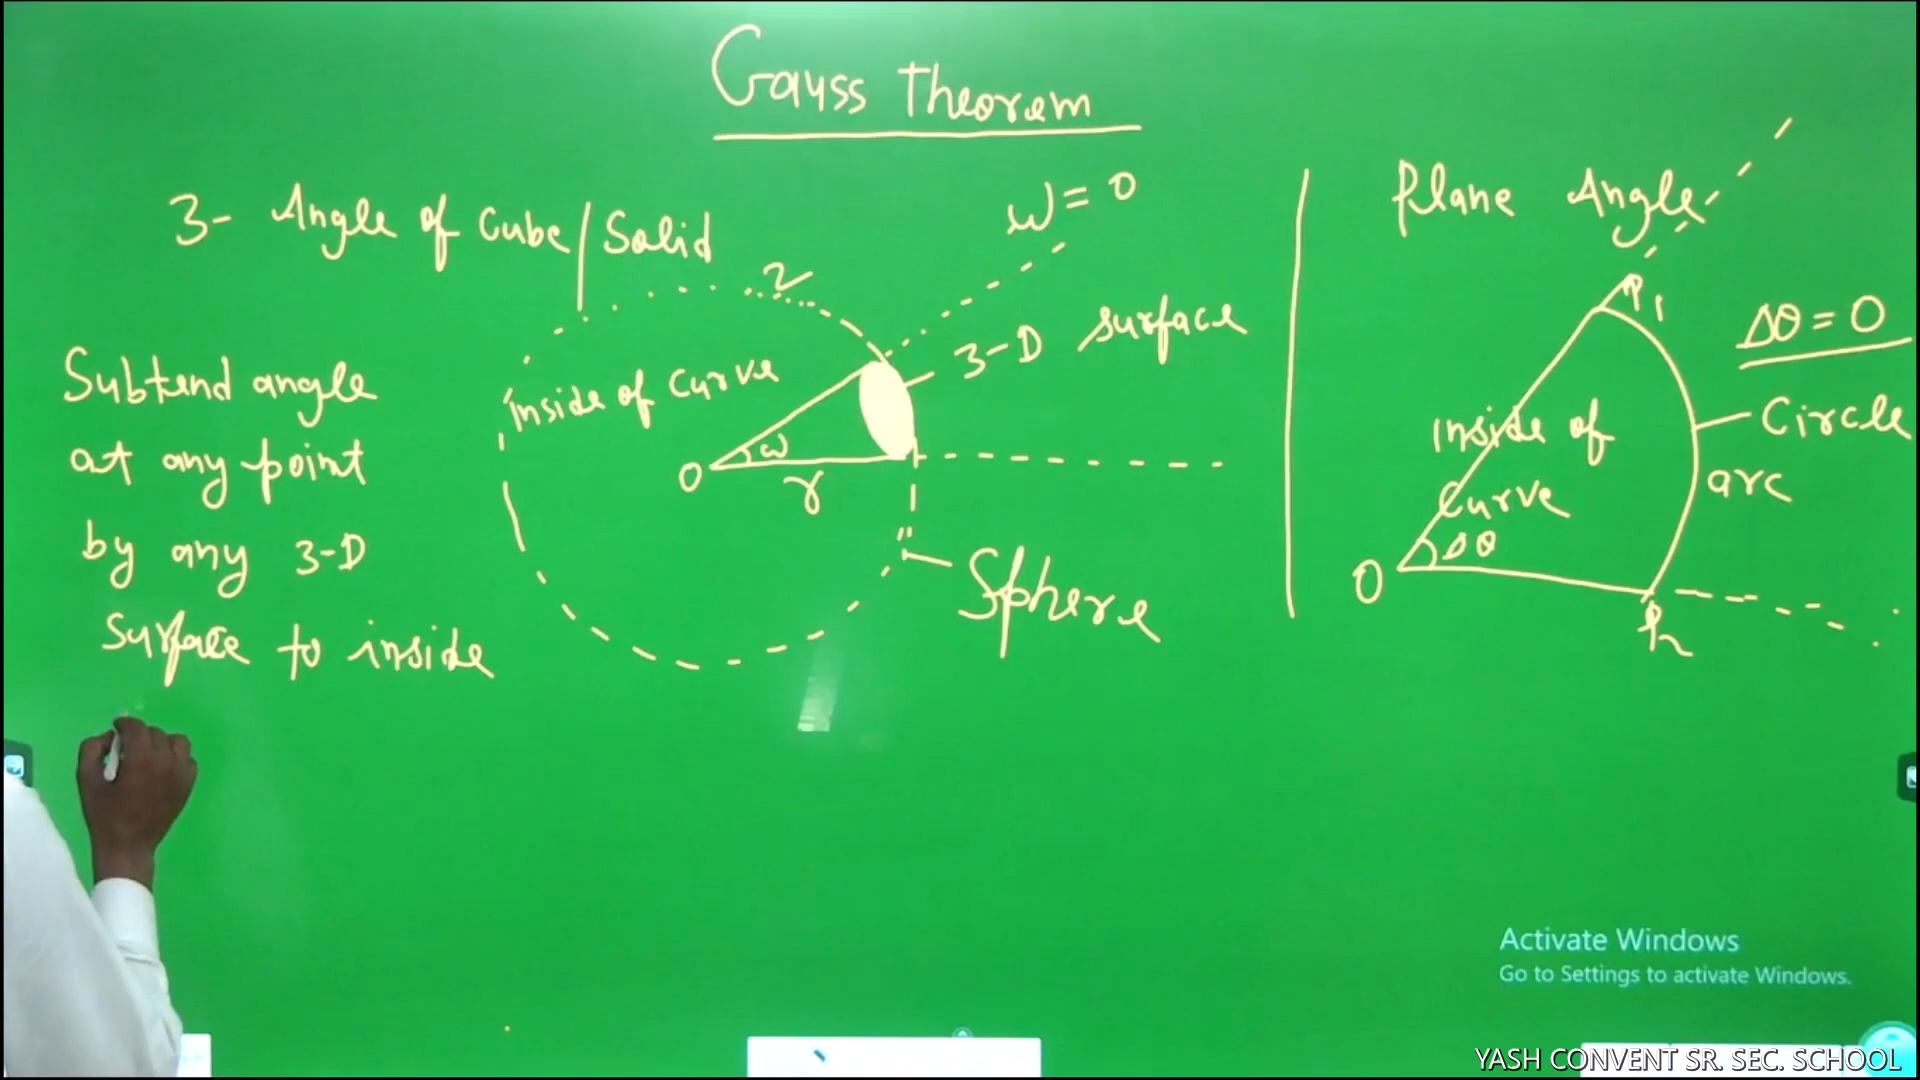 Gauss Theorem
3- Angle of Cube/Solid
Subtend angle
at any point
by any 3-D
Surface to inside
inside of curve
ω = 0
3-D surface
O
ω
r
Sphere
Plane Angle
P1
Δθ = 0
Circle
arc
inside of
curve
Δθ
O
P2
Activate Windows
Go to Settings to activate Windows.
YASH CONVENT SR. SEC. SCHOOL